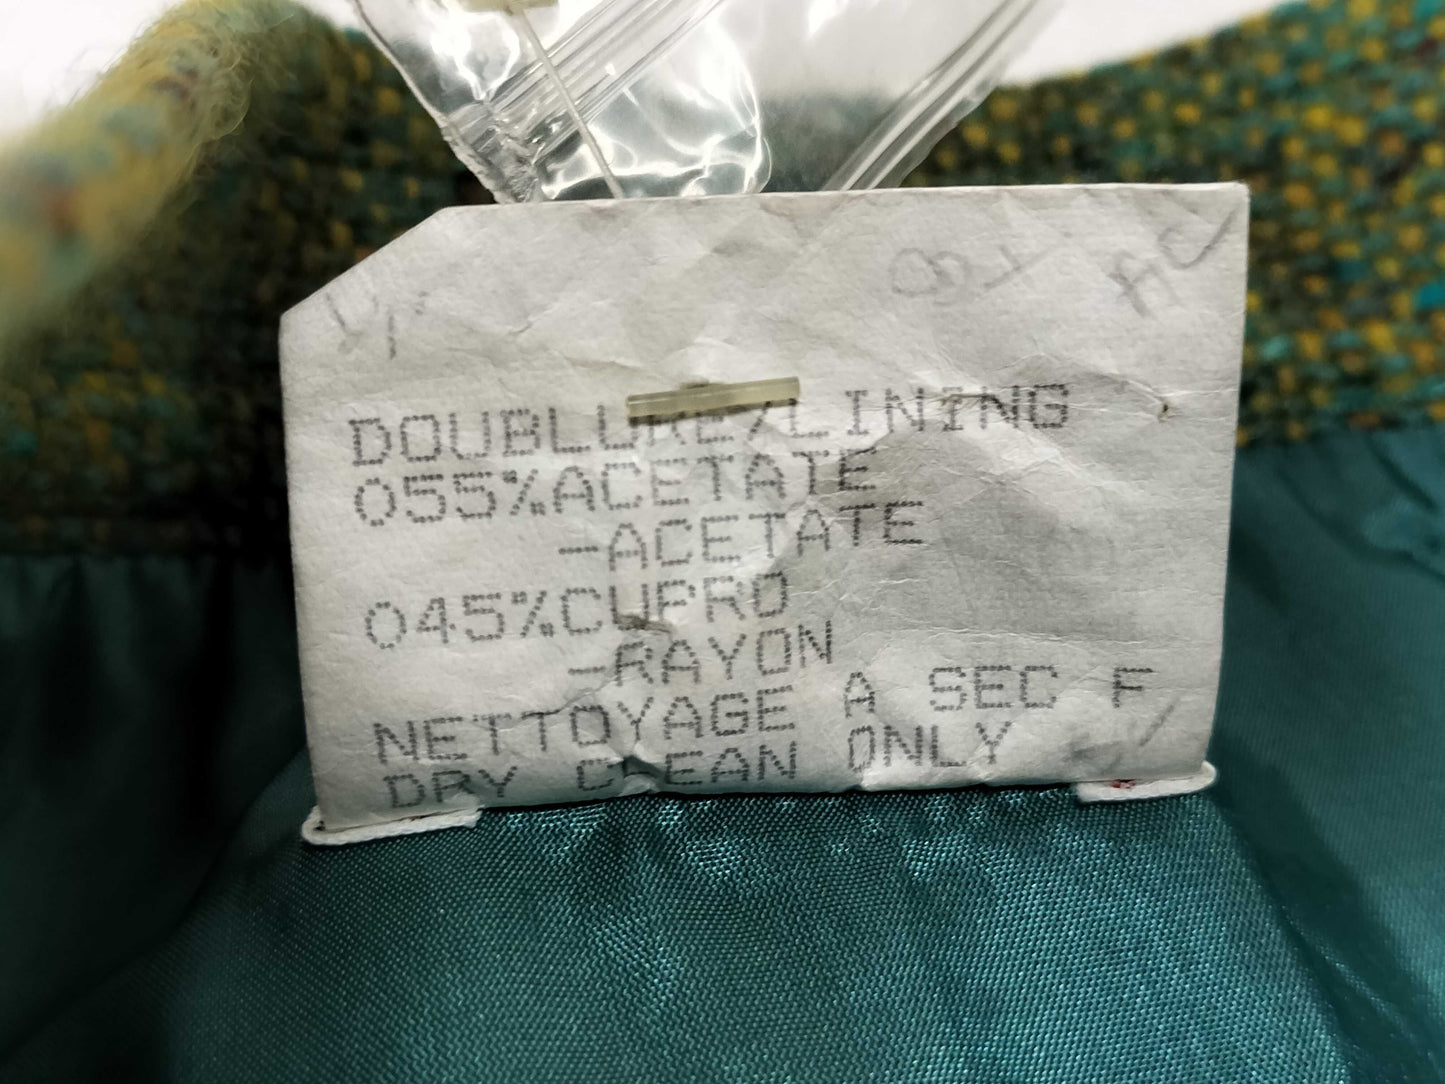 DOUBLURE/LINING
055%ACETATE
-ACETATE
045%CUPRO
-RAYON
NETTOYAGE A SEC F
DRY CLEAN ONLY